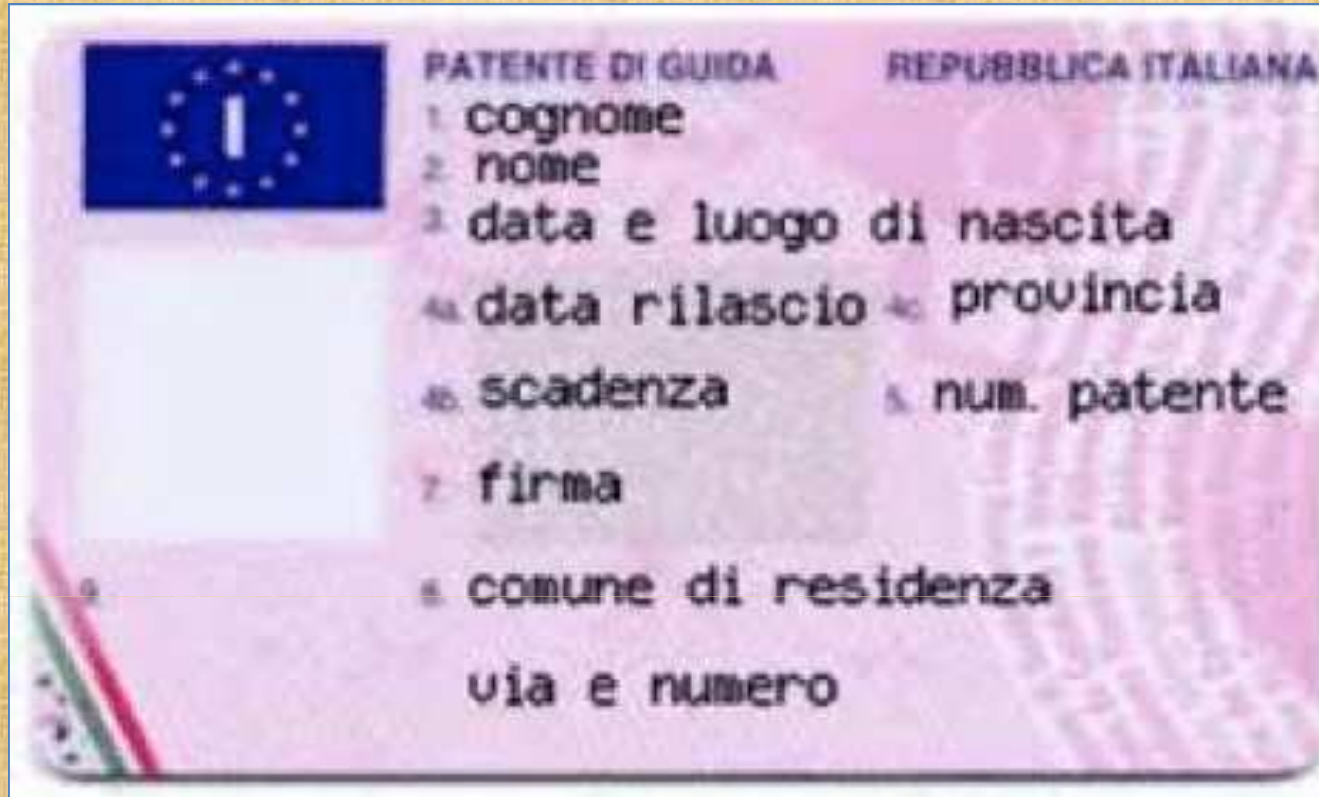 I
PATENTE DI GUIDA REPUBBLICA ITALIANA
1. cognome
2. nome
3. data e luogo di nascita
4a. data rilascio 4c. provincia
4b. scadenza 5. num. patente
7. firma
9. 8. comune di residenza
via e numero